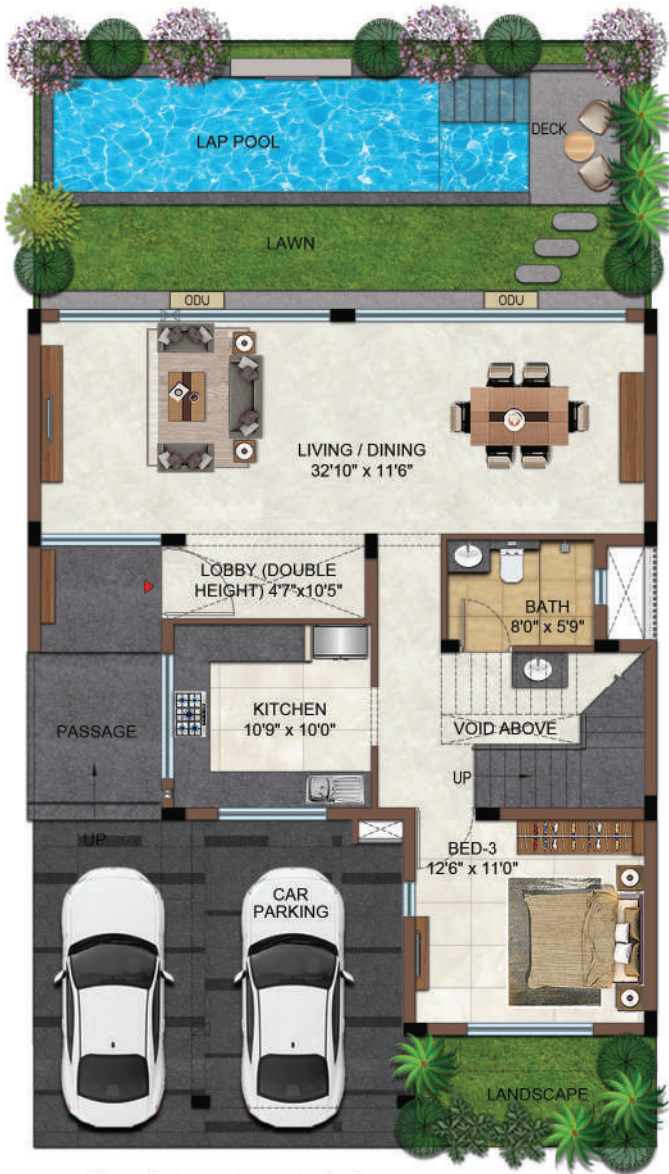 LAP POOL
DECK
LAWN
ODU
ODU
LIVING / DINING
32'10" x 11'6"
LOBBY (DOUBLE
HEIGHT) 4'7"x10'5"
BATH
8'0" x 5'9"
KITCHEN
10'9" x 10'0"
PASSAGE
VOID ABOVE
UP
UP
BED-3
12'6" x 11'0"
CAR
PARKING
LANDSCAPE